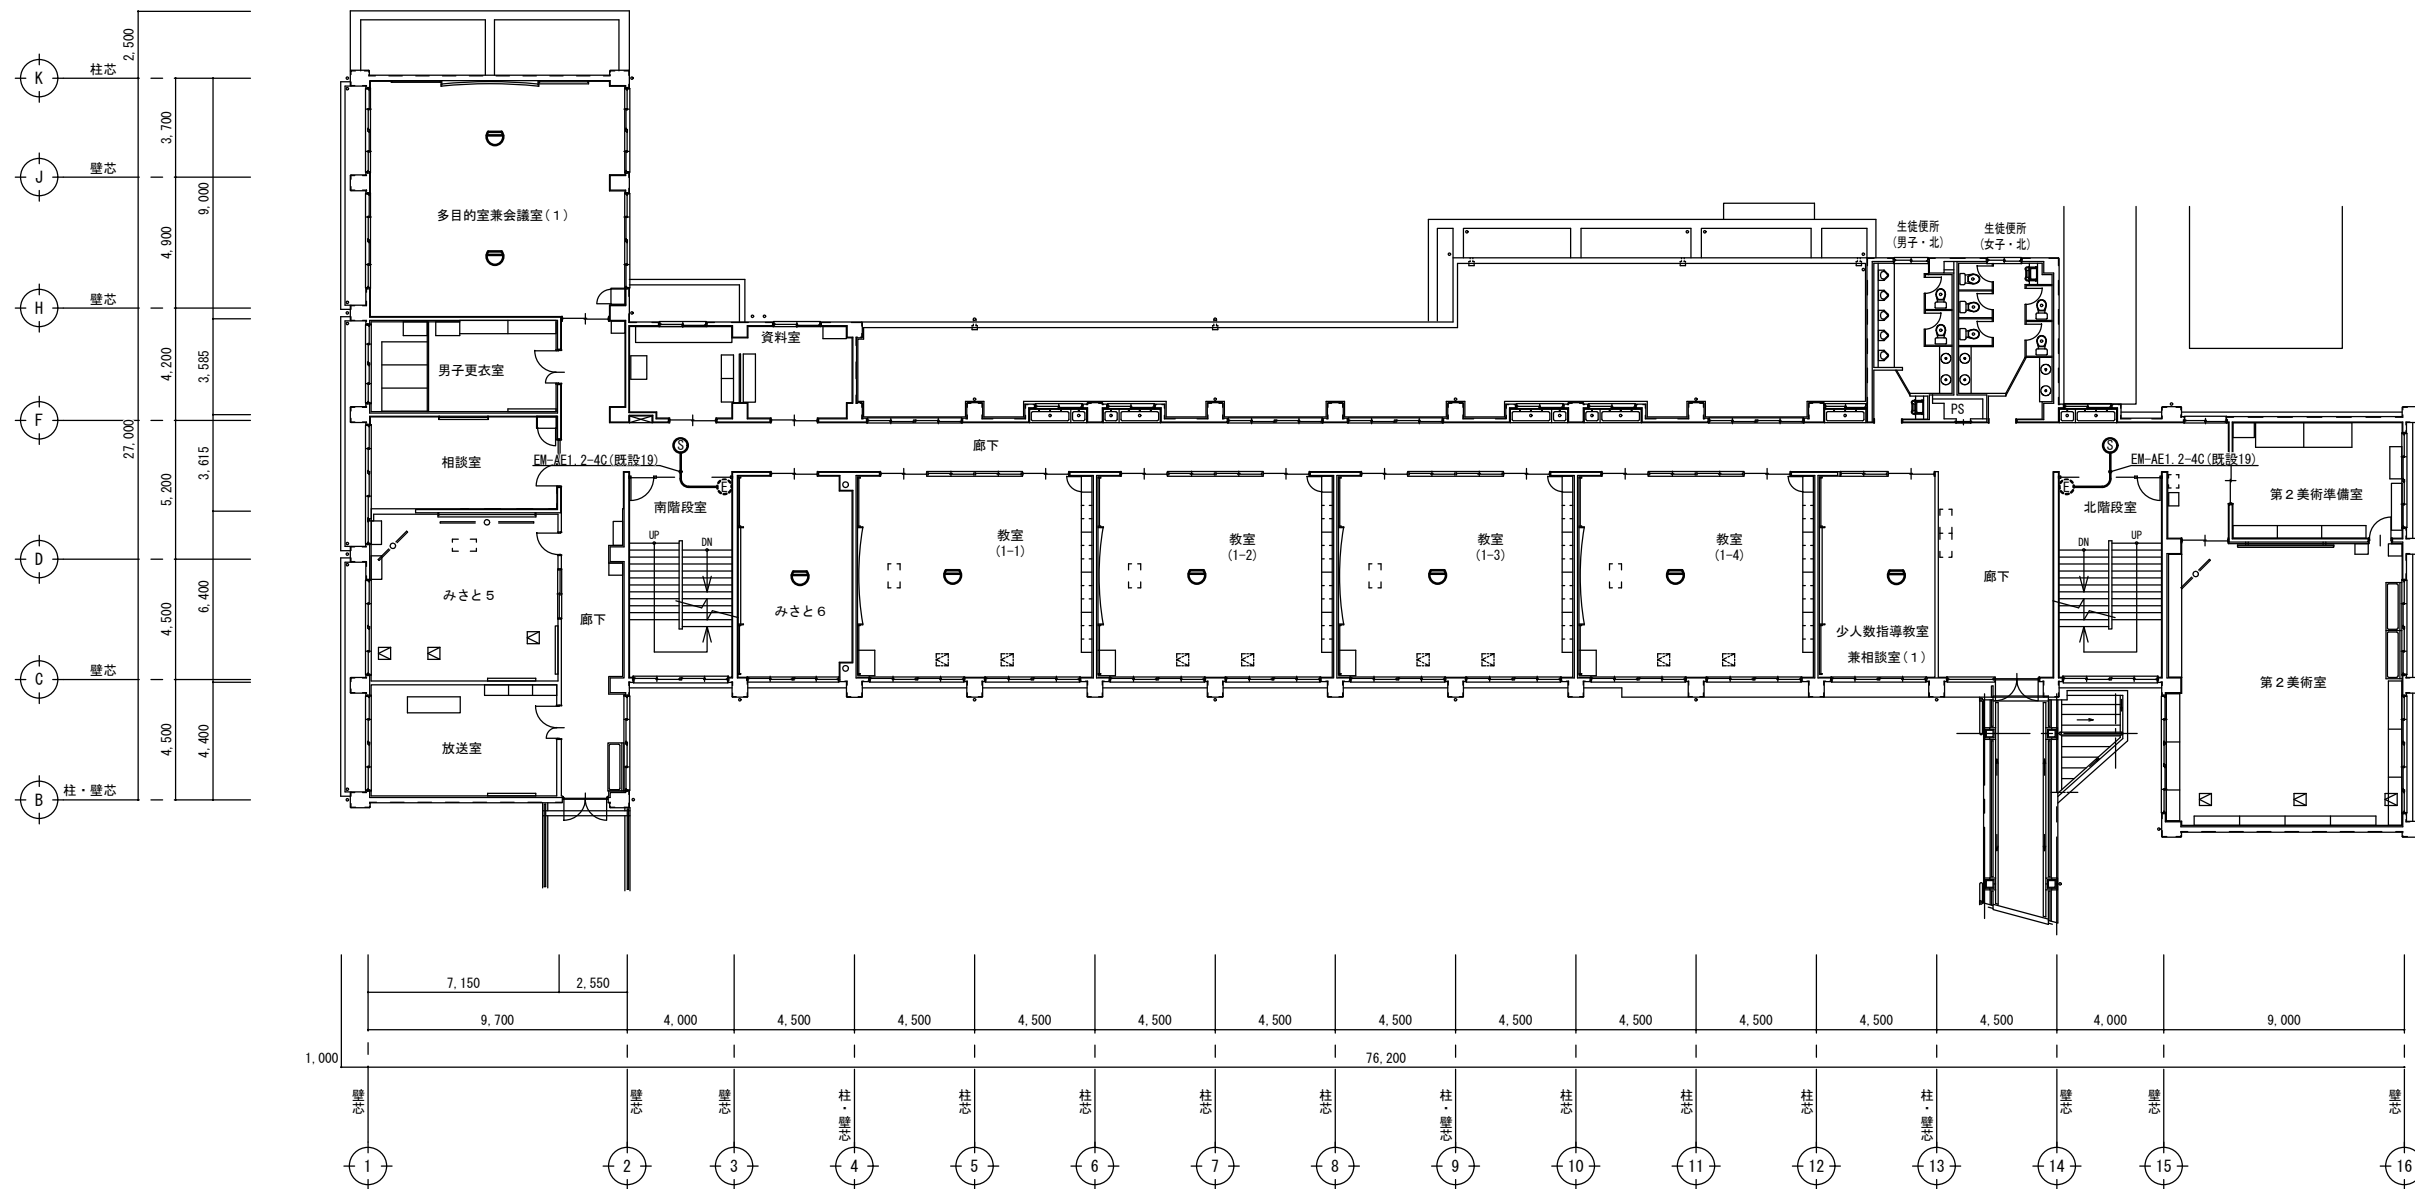 K
柱芯
J
壁芯
H
壁芯
F
D
C
壁芯
B
柱・壁芯
2,500
3,700
9,000
4,900
4,200
3,585
27,000
3,615
5,200
6,400
4,500
4,500
4,400
多目的室兼会議室(1)
生徒便所
(男子・北)
生徒便所
(女子・北)
資料室
男子更衣室
PS
相談室
EM-AE1.2-4C(既設19)
S
E
廊下
S
EM-AE1.2-4C(既設19)
E
南階段室
UP
DN
教室
(1-1)
教室
(1-2)
教室
(1-3)
教室
(1-4)
北階段室
DN
UP
第2美術準備室
みさと5
廊下
みさと6
少人数指導教室
兼相談室(1)
廊下
第2美術室
放送室
7,150
2,550
9,700
4,000
4,500
4,500
4,500
4,500
4,500
4,500
4,500
4,500
4,500
4,500
4,500
4,000
9,000
1,000
76,200
壁芯
壁芯
壁芯
柱・壁芯
柱芯
柱芯
柱芯
柱芯
柱・壁芯
柱芯
柱芯
柱芯
柱・壁芯
壁芯
壁芯
壁芯
1
2
3
4
5
6
7
8
9
10
11
12
13
14
15
16